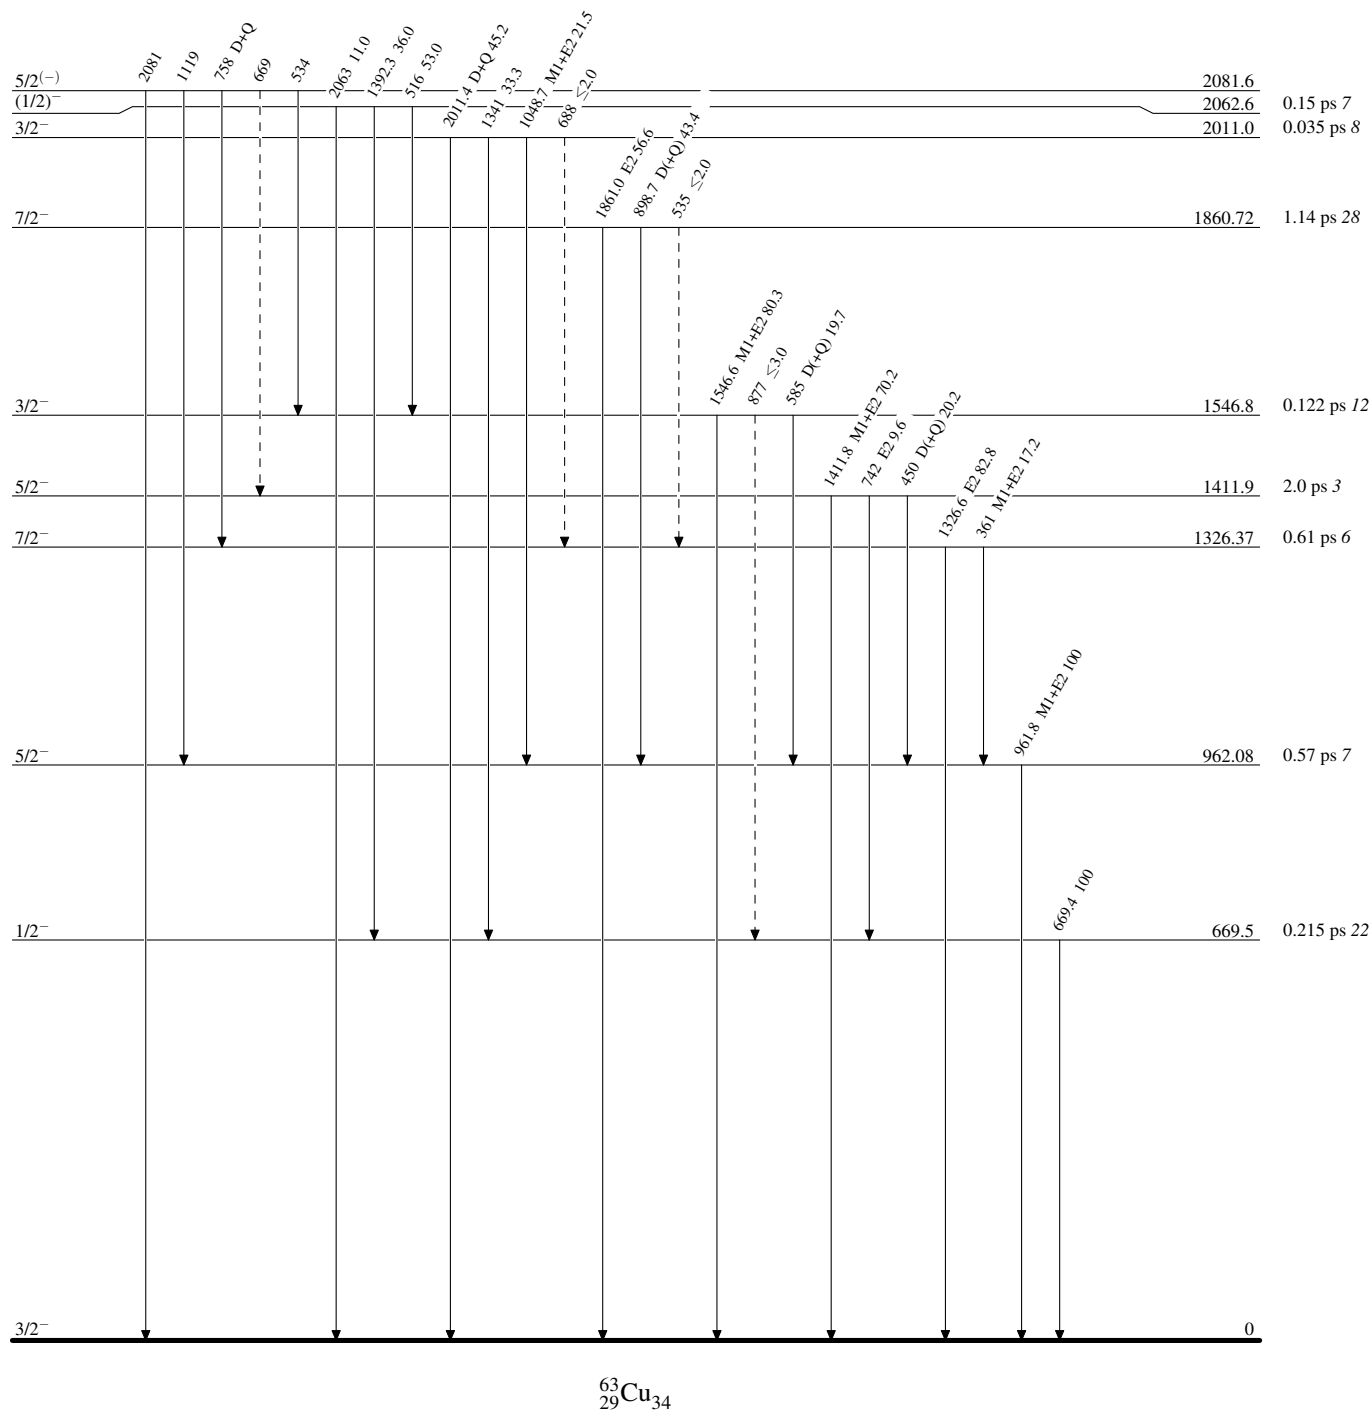 2081
1119
758 D+Q
669
534
2063 11.0
1392.3 36.0
516 53.0
2011.4 D+Q 45.2
1341 33.3
1048.7 M1+E2 21.5
688 ≤2.0
5/2(−) 2081.6
(1/2)− 2062.6 0.15 ps 7
3/2− 2011.0 0.035 ps 8
1861.0 E2 56.6
898.7 D(+Q) 43.4
535 ≤2.0
7/2− 1860.72 1.14 ps 28
1546.6 M1+E2 80.3
877 ≤3.0
585 D(+Q) 19.7
3/2− 1546.8 0.122 ps 12
1411.8 M1+E2 70.2
742 E2 9.6
450 D(+Q) 20.2
5/2− 1411.9 2.0 ps 3
1326.6 E2 82.8
361 M1+E2 17.2
7/2− 1326.37 0.61 ps 6
961.8 M1+E2 100
5/2− 962.08 0.57 ps 7
669.4 100
1/2− 669.5 0.215 ps 22
3/2− 0
63 29 Cu 34